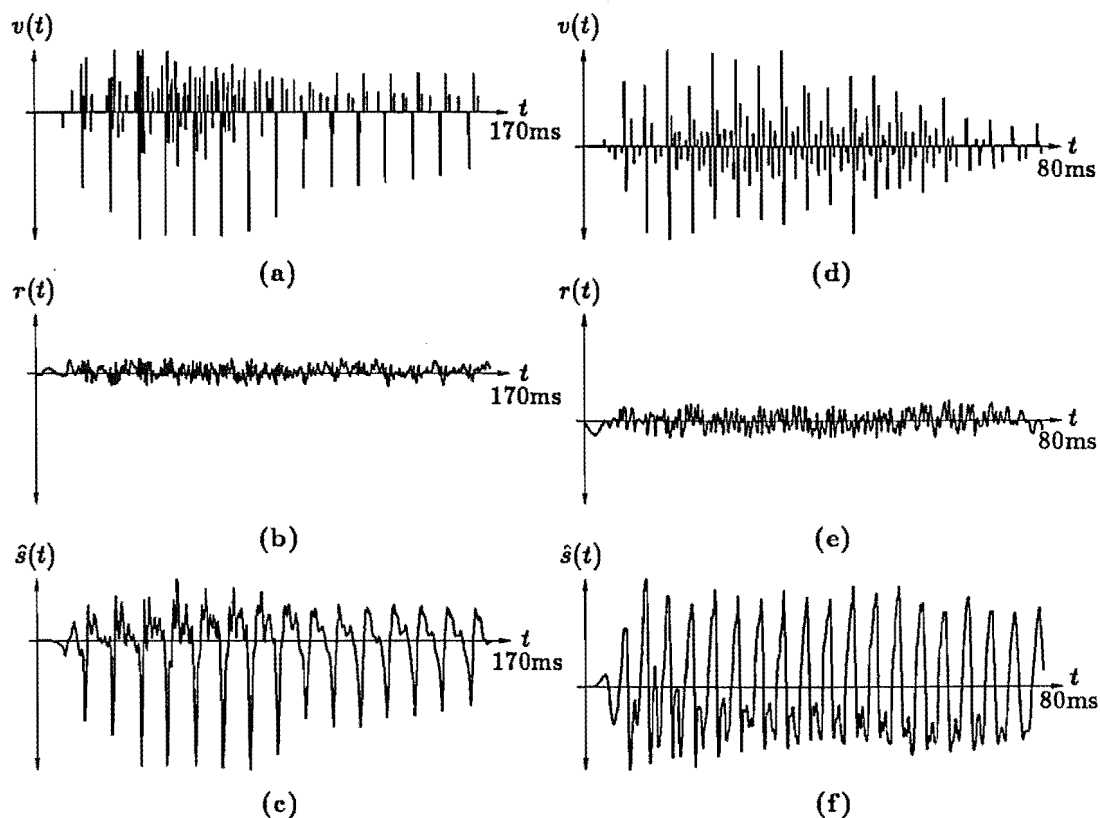 v(t)
t
170ms
(a)
v(t)
t
80ms
(d)
r(t)
t
170ms
(b)
r(t)
t
80ms
(e)
ŝ(t)
t
170ms
(c)
ŝ(t)
t
80ms
(f)